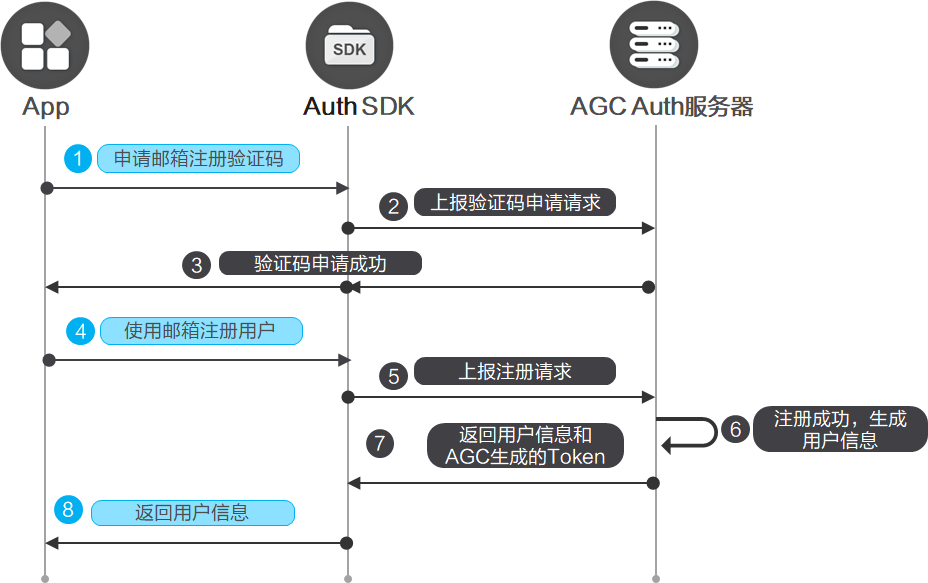 SDK
App
Auth SDK
AGC Auth服务器
1 申请邮箱注册验证码
2 上报验证码申请请求
3 验证码申请成功
4 使用邮箱注册用户
5 上报注册请求
6 注册成功，生成
用户信息
7 返回用户信息和
AGC生成的Token
8 返回用户信息